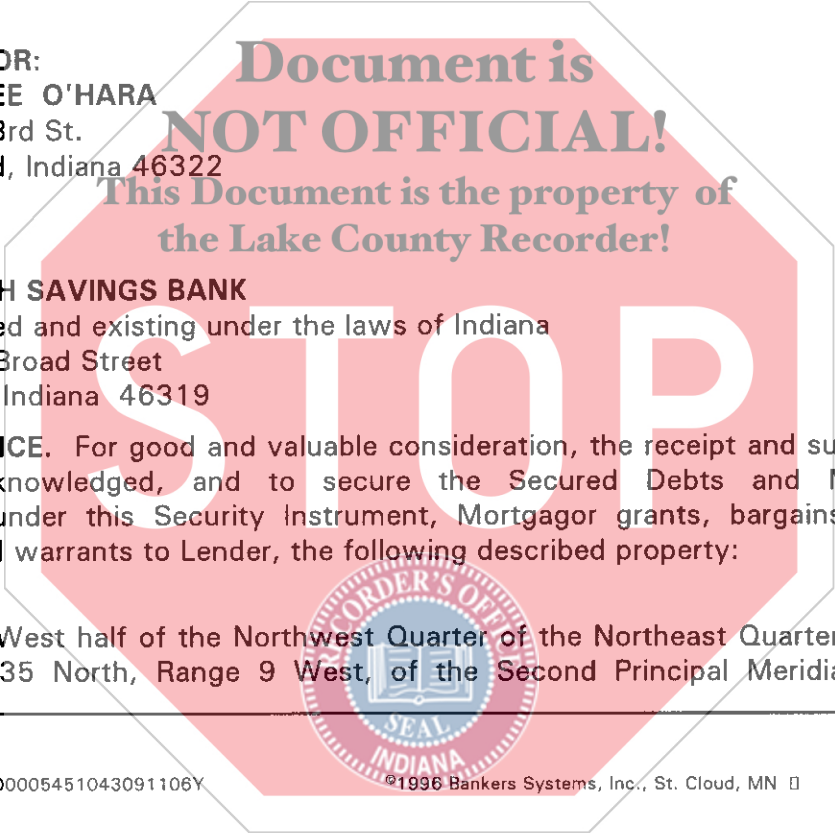 OR:
EE O'HARA
3rd St.
d, Indiana 46322
H SAVINGS BANK
ed and existing under the laws of Indiana
Broad Street
Indiana 46319
ICE. For good and valuable consideration, the receipt and su
knowledged, and to secure the Secured Debts and M
under this Security Instrument, Mortgagor grants, bargains
warrants to Lender, the following described property:
West half of the Northwest Quarter of the Northeast Quarter
35 North, Range 9 West, of the Second Principal Meridia
00005451043091106Y
©1996 Bankers Systems, Inc., St. Cloud, MN
Document is
NOT OFFICIAL!
This Document is the property of
the Lake County Recorder!
STOP
RECORDER'S OFFICE
SEAL
INDIANA